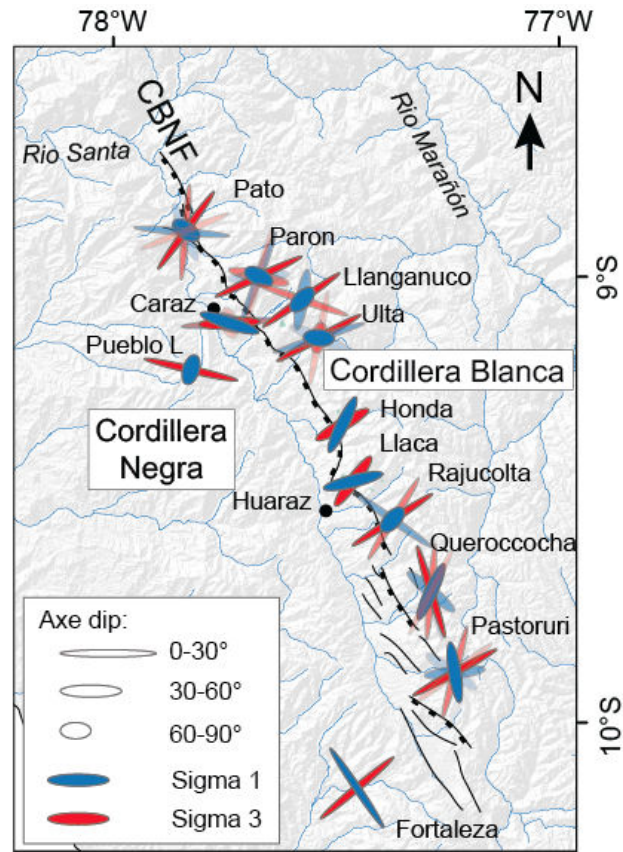 78°W
77°W
N
CBNF
Rio Santa
Rio Marañón
Pato
Paron
9°S
Llanganuco
Caraz
Ulta
Pueblo L
Cordillera Blanca
Honda
Cordillera
Negra
Llaca
Rajucolta
Huaraz
Queroccocha
Pastoruri
Axe dip:
0-30°
30-60°
60-90°
10°S
Sigma 1
Sigma 3
Fortaleza